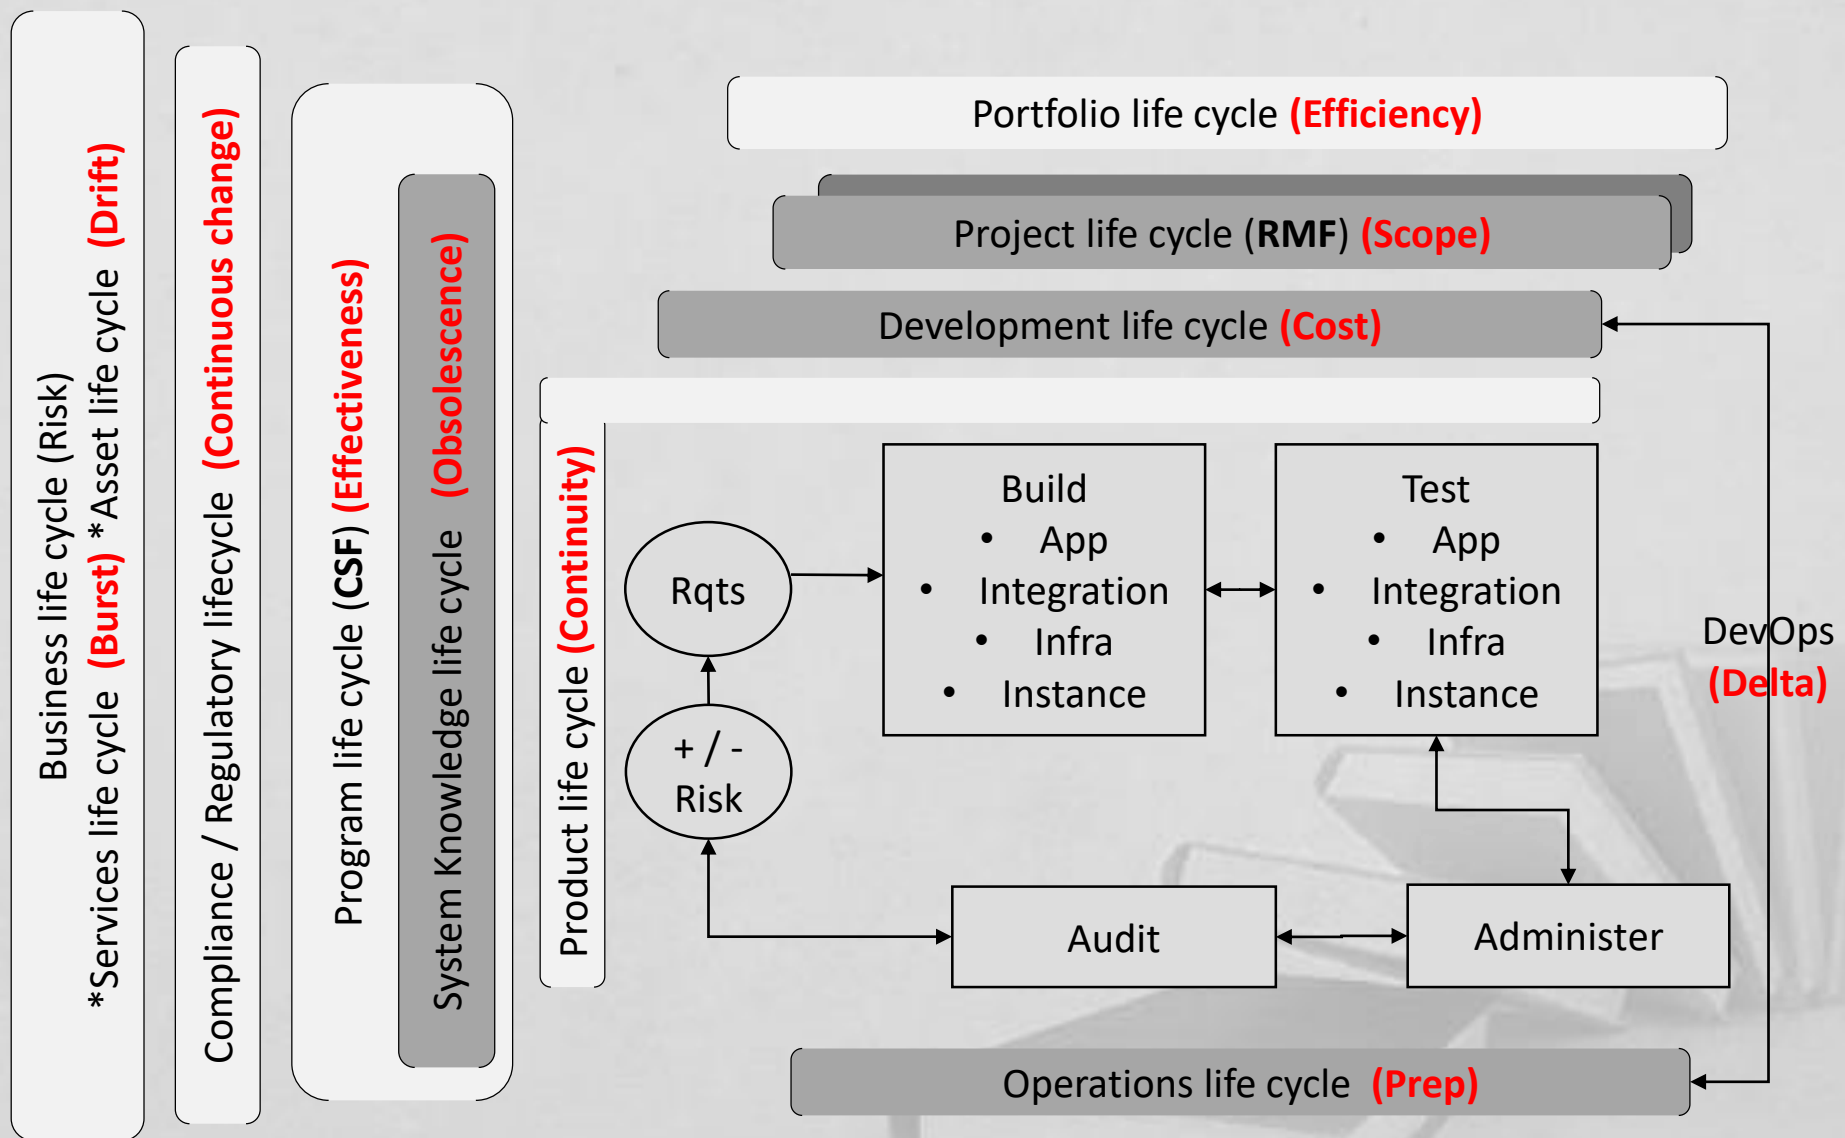 Business life cycle (Risk)
*Services life cycle (Burst) *Asset life cycle (Drift)
Compliance / Regulatory lifecycle (Continuous change)
Program life cycle (CSF) (Effectiveness)
System Knowledge life cycle (Obsolescence)
Portfolio life cycle (Efficiency)
Project life cycle (RMF) (Scope)
Development life cycle (Cost)
Product life cycle (Continuity)
Rqts
+ / -
Risk
Build
• App
• Integration
• Infra
• Instance
Test
• App
• Integration
• Infra
• Instance
DevOps
(Delta)
Audit
Administer
Operations life cycle (Prep)